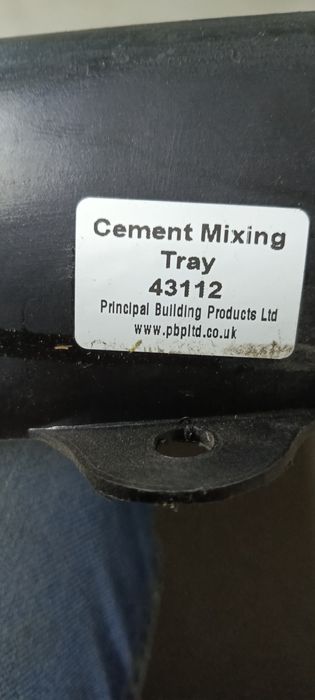 Cement Mixing
Tray
43112
Principal Building Products Ltd
www.pbpltd.co.uk